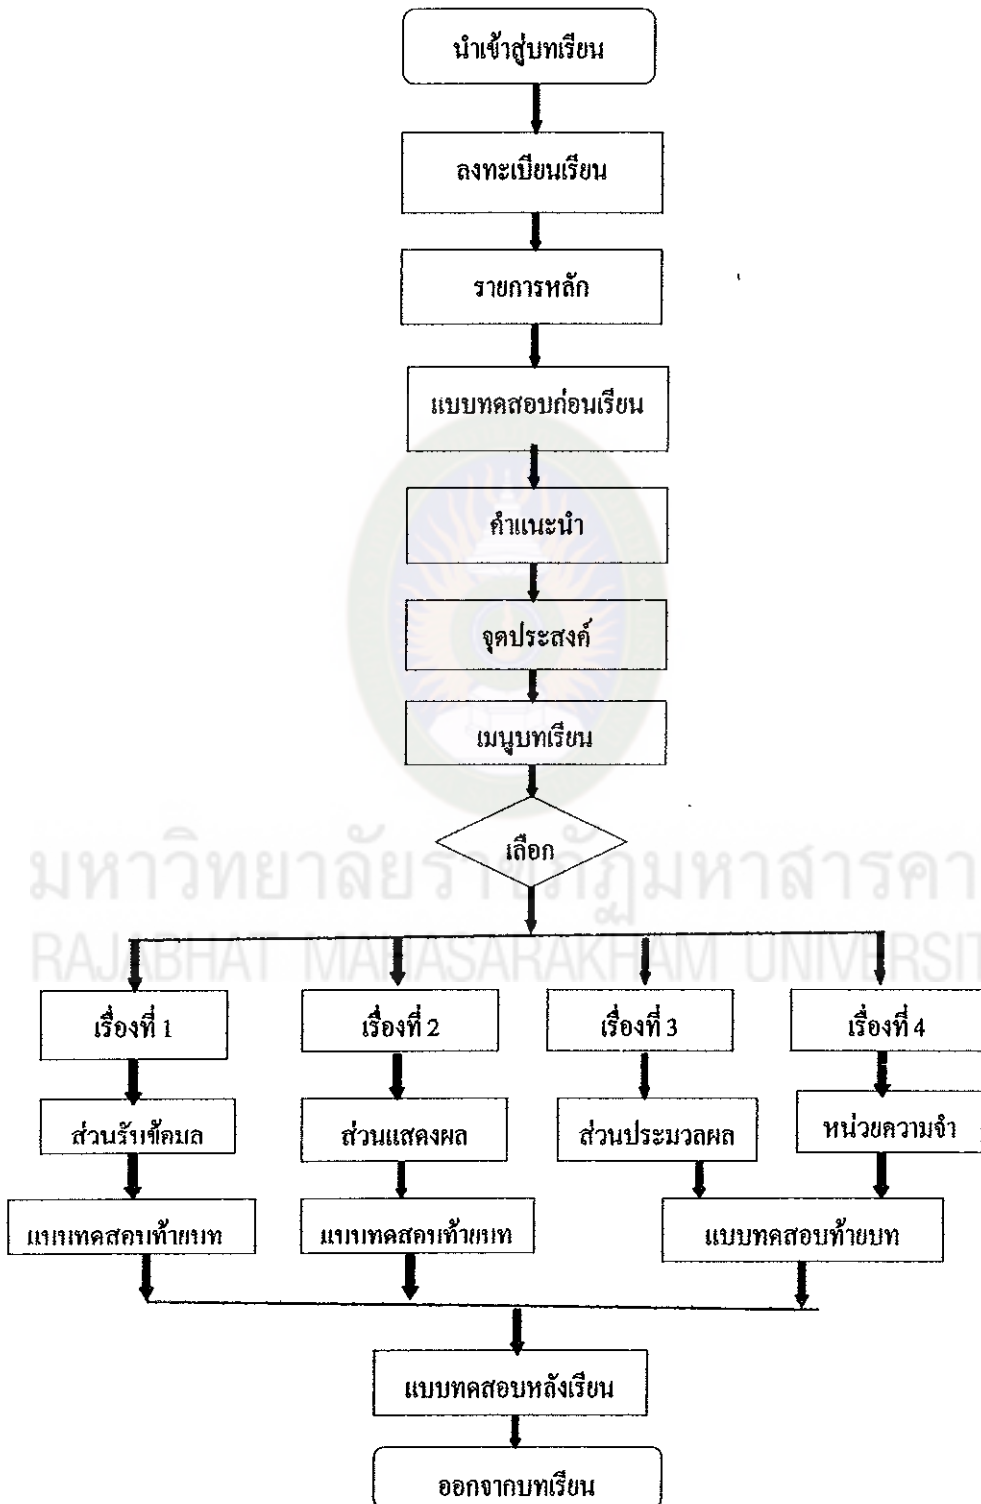 นำเข้าสู่บทเรียน
ลงทะเบียนเรียน
รายการหลัก
แบบทดสอบก่อนเรียน
คำแนะนำ
จุดประสงค์
เมนูบทเรียน
เลือก
มหาวิทยาลัยราชภัฏมหาสารคา
RAJABHAT MAHASARAKHAM UNIVERSIT
เรื่องที่ 1 เรื่องที่ 2 เรื่องที่ 3 เรื่องที่ 4
ส่วนรับข้อมูล ส่วนแสดงผล ส่วนประมวลผล หน่วยความจำ
แบบทดสอบท้ายบท แบบทดสอบท้ายบท แบบทดสอบท้ายบท
แบบทดสอบหลังเรียน
ออกจากบทเรียน